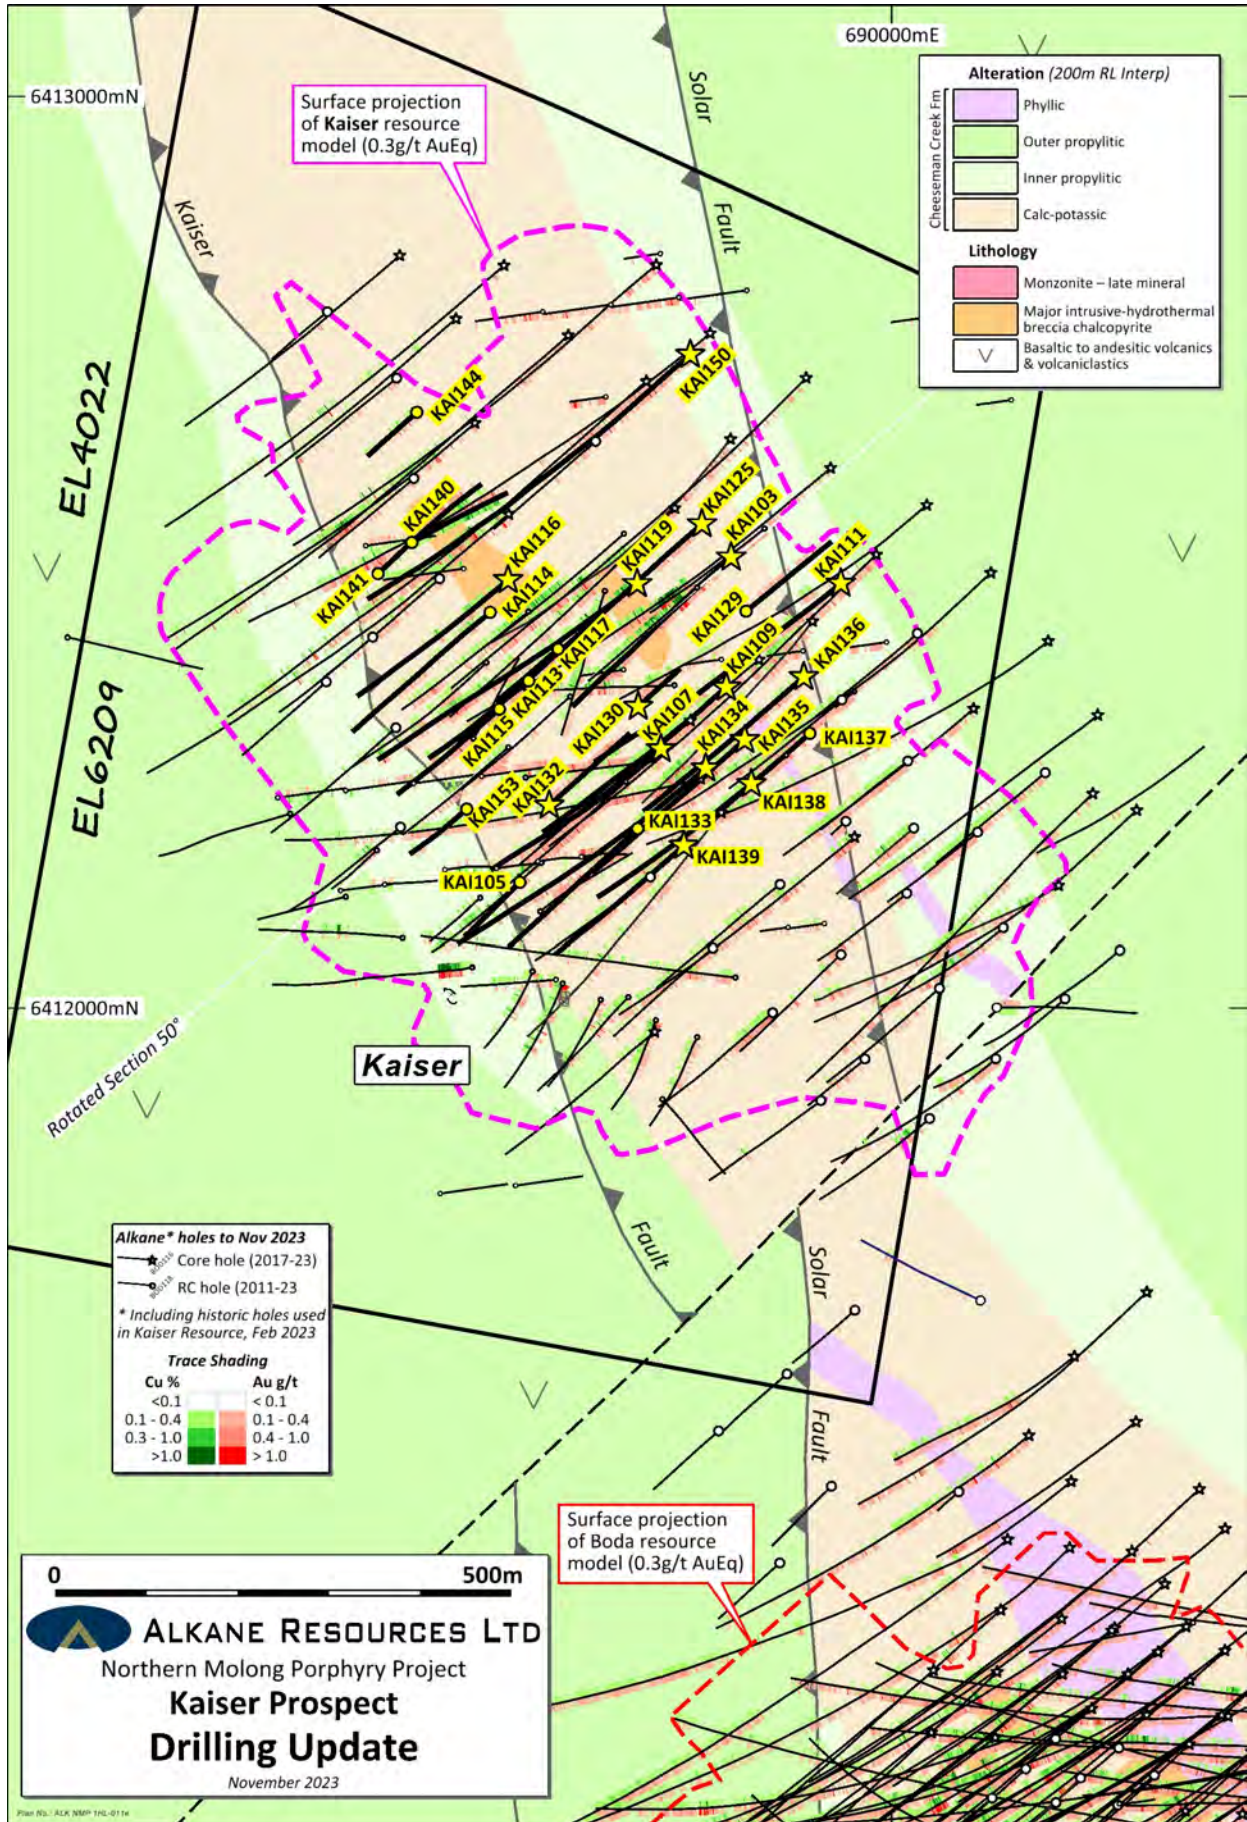 690000mE
6413000mN
Surface projection
of Kaiser resource
model (0.3g/t AuEq)
Solar
Fault
Kaiser
Alteration (200m RL Interp)
Cheeseman Creek Fm
Phyllic
Outer propylitic
Inner propylitic
Calc-potassic
Lithology
Monzonite – late mineral
Major intrusive-hydrothermal
breccia chalcopyrite
Basaltic to andesitic volcanics
& volcaniclastics
EL4022
EL6209
KAI150
KAI144
KAI140
KAI125
KAI116
KAI119
KAI103
KAI111
KAI141
KAI114
KAI129
KAI117
KAI109
KAI136
KAI113
KAI130
KAI107
KAI134
KAI135
KAI115
KAI137
KAI153
KAI132
KAI138
KAI133
KAI139
KAI105
6412000mN
Rotated Section 50°
Kaiser
Fault
Solar
Fault
Alkane* holes to Nov 2023
BOD116
Core hole (2017-23)
BOD118
RC hole (2011-23
* Including historic holes used
in Kaiser Resource, Feb 2023
Trace Shading
Cu % Au g/t
<0.1 < 0.1
0.1 - 0.4 0.1 - 0.4
0.3 - 1.0 0.4 - 1.0
>1.0 > 1.0
Surface projection
of Boda resource
model (0.3g/t AuEq)
0 500m
ALKANE RESOURCES LTD
Northern Molong Porphyry Project
Kaiser Prospect
Drilling Update
November 2023
Plan No.: ALK NMP 1HL-011e